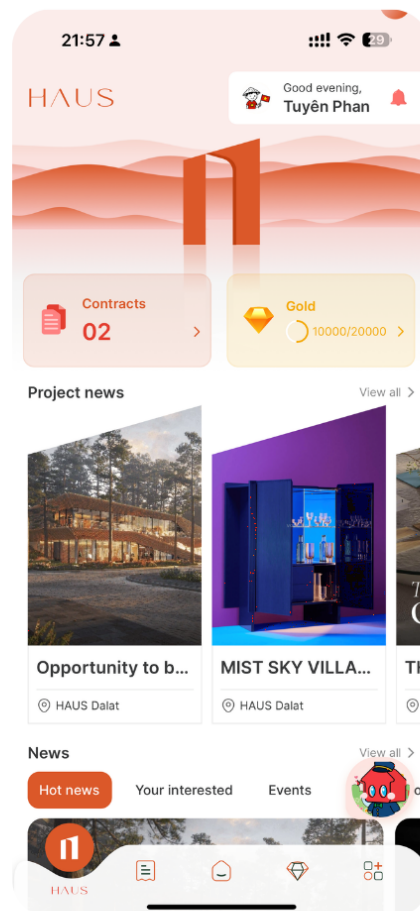 21:57
29
HAUS
Good evening,
Tuyên Phan
Contracts
02
Gold
10000/20000
Project news
View all
Opportunity to b...
HAUS Dalat
MIST SKY VILLA...
HAUS Dalat
News
View all
Hot news
Your interested
Events
HAUS